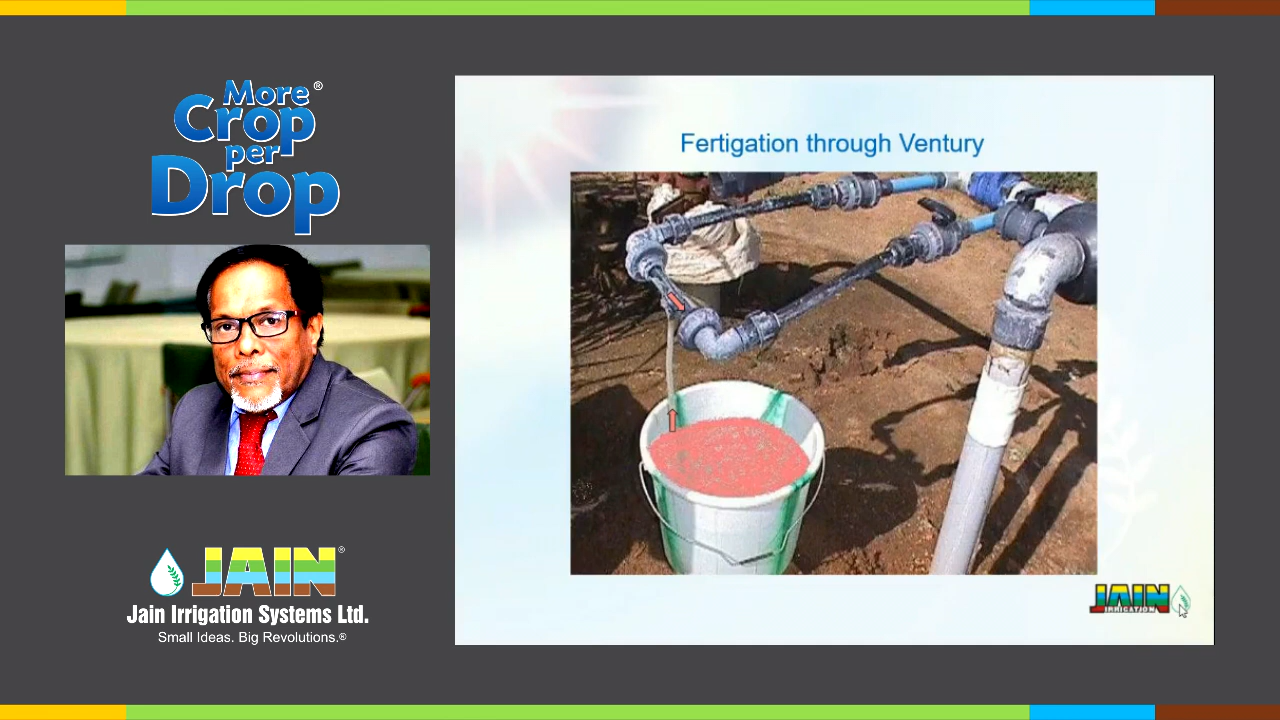 More®
Crop
per
Drop
JAIN®
Jain Irrigation Systems Ltd.
Small Ideas. Big Revolutions.®
Fertigation through Ventury
JAIN
IRRIGATION